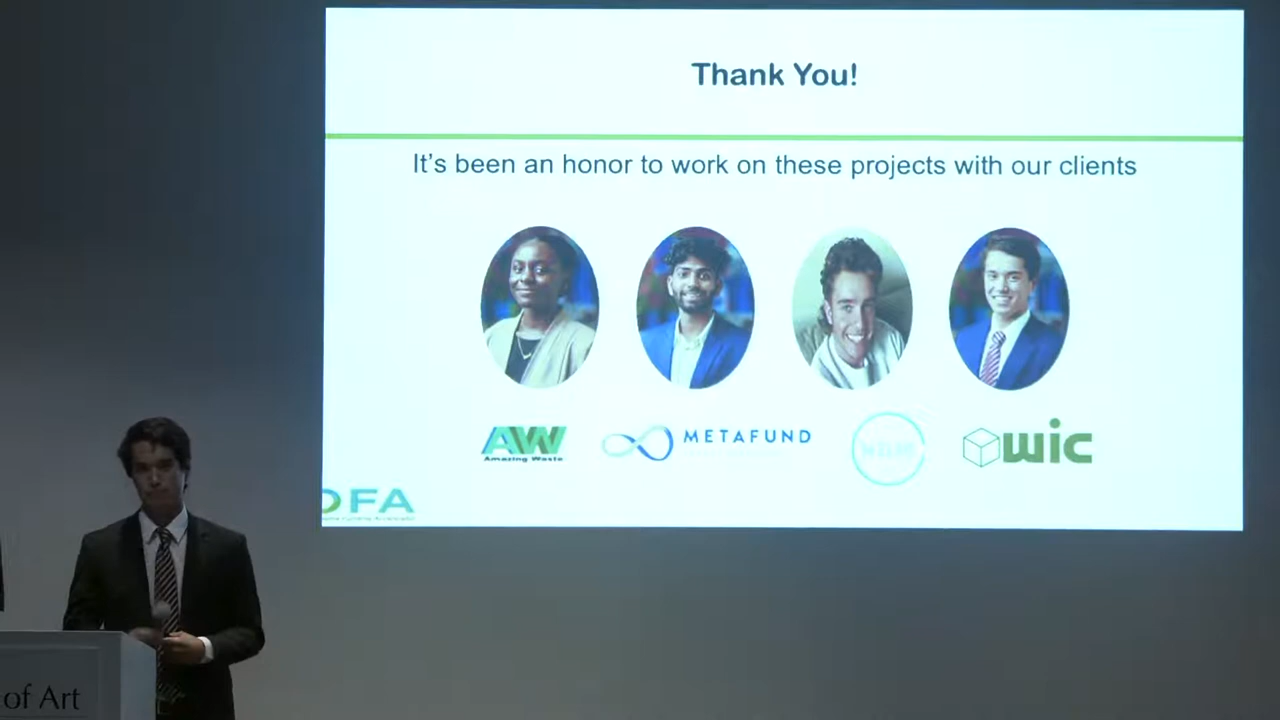 Thank You!
It's been an honor to work on these projects with our clients
AW
Amazing Waste
METAFUND
wic
OFA
of Art